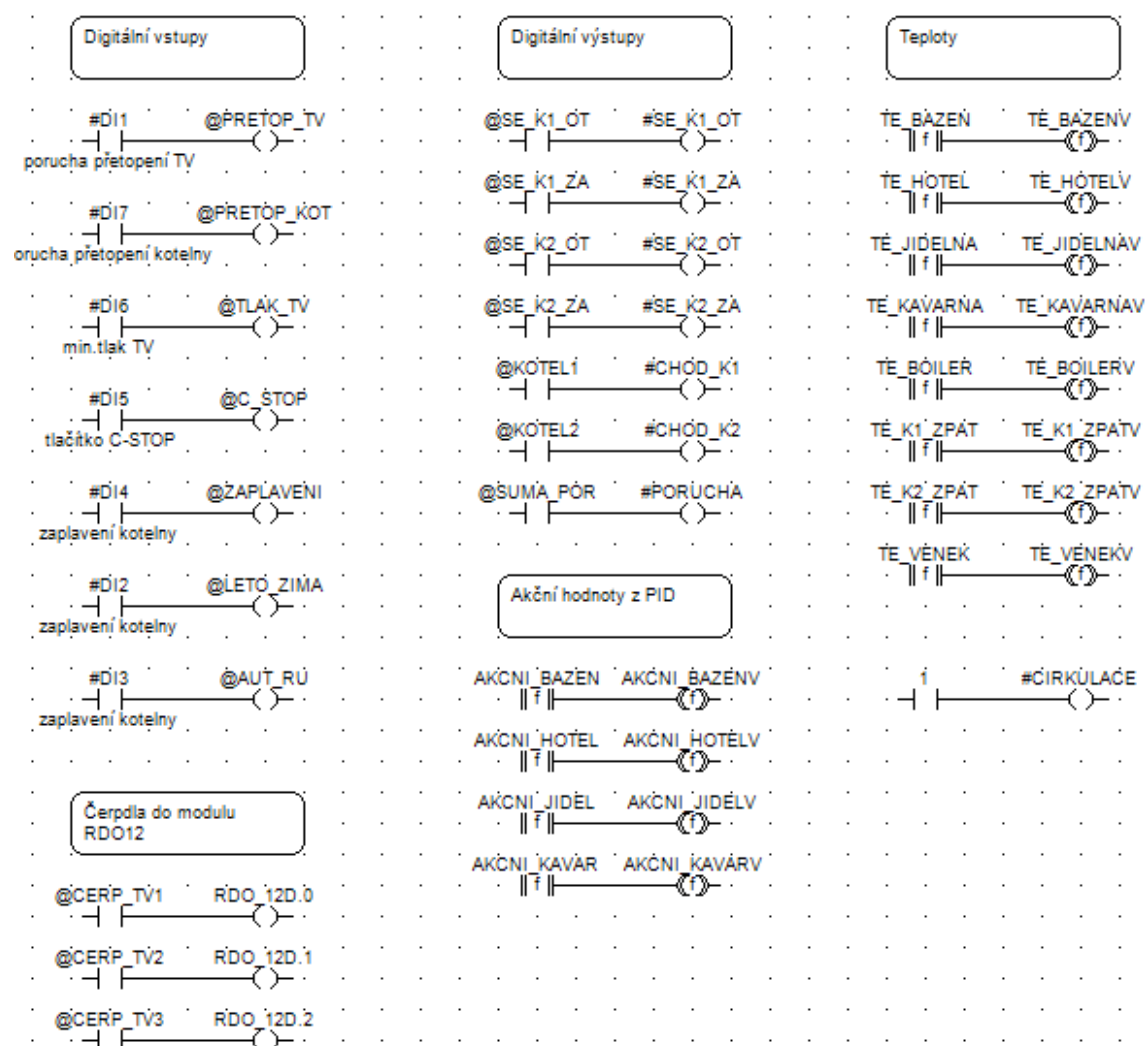 Digitální vstupy
#DI1 @PRETOP_TV
porucha přetopení TV
#DI7 @PRETOP_KOT
orucha přetopení kotelny
#DI6 @TLAK_TV
min.tlak TV
#DI5 @C_STOP
tlačítko C-STOP
#DI4 @ZAPLAVENI
zaplavení kotelny
#DI2 @LETO_ZIMA
zaplavení kotelny
#DI3 @AUT_RU
zaplavení kotelny
Čerpdla do modulu
RDO12
@CERP_TV1 RDO_12D.0
@CERP_TV2 RDO_12D.1
@CERP_TV3 RDO_12D.2
Digitální výstupy
@SE_K1_OT #SE_K1_OT
@SE_K1_ZA #SE_K1_ZA
@SE_K2_OT #SE_K2_OT
@SE_K2_ZA #SE_K2_ZA
@KOTEL1 #CHOD_K1
@KOTEL2 #CHOD_K2
@SUMA_POR #PORUCHA
Akční hodnoty z PID
AKCNI_BAZEN AKCNI_BAZENV
f f
AKCNI_HOTEL AKCNI_HOTELV
f f
AKCNI_JIDEL AKCNI_JIDELV
f f
AKCNI_KAVAR AKCNI_KAVARV
f f
Teploty
TE_BAZEN TE_BAZENV
f f
TE_HOTEL TE_HOTELV
f f
TE_JIDELNA TE_JIDELNAV
f f
TE_KAVARNA TE_KAVARNAV
f f
TE_BOILER TE_BOILERV
f f
TE_K1_ZPAT TE_K1_ZPATV
f f
TE_K2_ZPAT TE_K2_ZPATV
f f
TE_VENEK TE_VENEKV
f f
1 #CIRKULACE